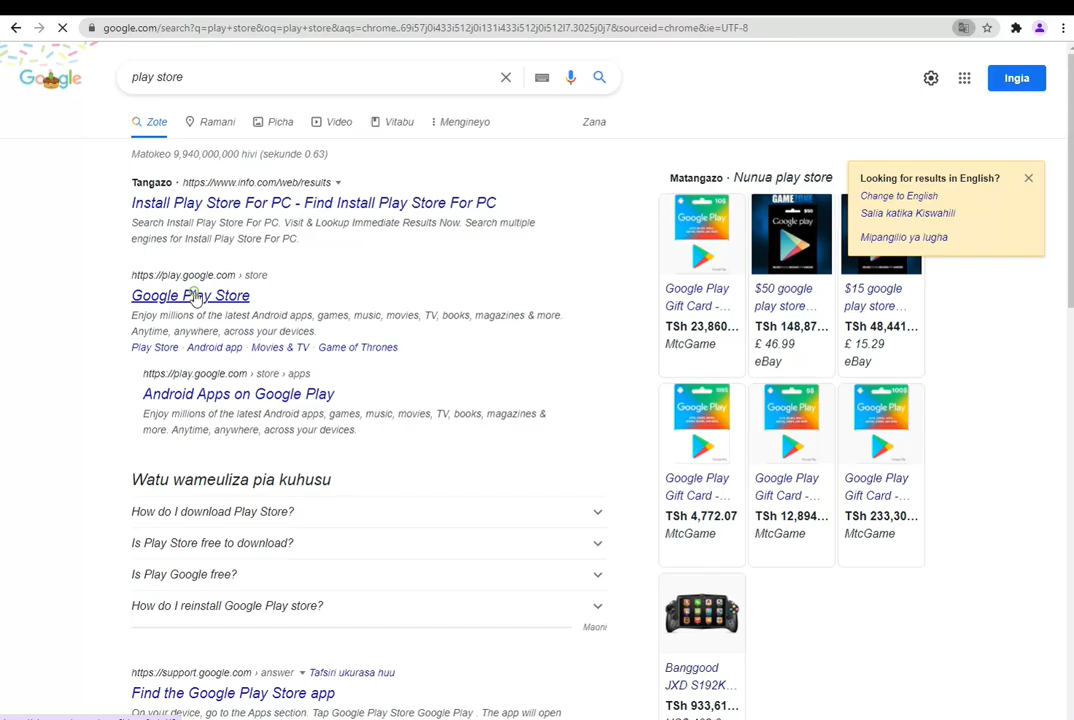 google.com/search?q=play+store&oq=play+store&aqs=chrome..69i57j0i433i512j0i131i433i512j0i512l7.3025j0j7&sourceid=chrome&ie=UTF-8
Google
play store
Ingia
Zote
Ramani
Picha
Video
Vitabu
Mengineyo
Zana
Matokeo 9,940,000,000 hivi (sekunde 0.63)
Tangazo · https://www.info.com/web/results
Install Play Store For PC - Find Install Play Store For PC
Search Install Play Store For PC. Visit & Lookup Immediate Results Now. Search multiple
engines for Install Play Store For PC.
https://play.google.com › store
Google Play Store
Enjoy millions of the latest Android apps, games, music, movies, TV, books, magazines & more.
Anytime, anywhere, across your devices.
Play Store · Android app · Movies & TV · Game of Thrones
https://play.google.com › store › apps
Android Apps on Google Play
Enjoy millions of the latest Android apps, games, music, movies, TV, books, magazines &
more. Anytime, anywhere, across your devices.
Watu wameuliza pia kuhusu
How do I download Play Store?
Is Play Store free to download?
Is Play Google free?
How do I reinstall Google Play store?
Maoni
https://support.google.com › answer
Tafsiri ukurasa huu
Find the Google Play Store app
On your device, go to the Apps section. Tap Google Play Store Google Play . The app will open
Matangazo · Nunua play store
Looking for results in English?
Change to English
Salia katika Kiswahili
Mipangilio ya lugha
Google Play
Gift Card -...
TSh 23,860...
MtcGame
$50 google
play store...
TSh 148,87...
£ 46.99
eBay
$15 google
play store...
TSh 48,441...
£ 15.29
eBay
Google Play
Gift Card -...
TSh 4,772.07
MtcGame
Google Play
Gift Card -...
TSh 12,894...
MtcGame
Google Play
Gift Card -...
TSh 233,30...
MtcGame
Banggood
JXD S192K...
TSh 933,61...